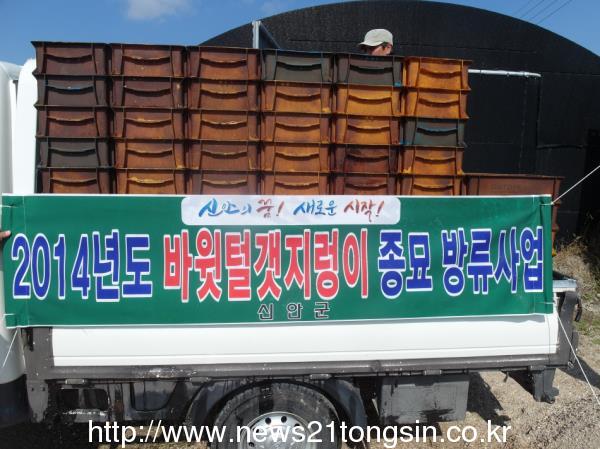 신안의 꿈! 새로운 시작!
2014년도 바윗털갯지렁이 종묘 방류사업
신안군
http://www.news21tongsin.co.kr